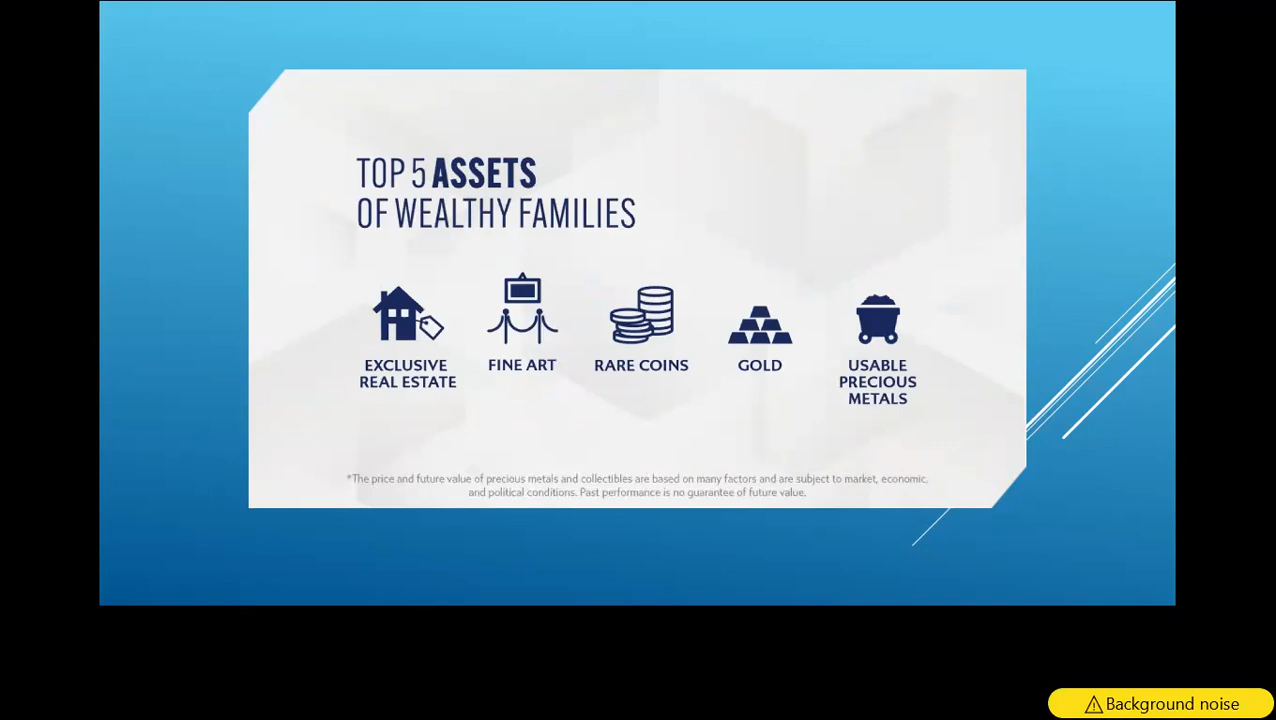 TOP 5 ASSETS
OF WEALTHY FAMILIES
EXCLUSIVE
REAL ESTATE
FINE ART
RARE COINS
GOLD
USABLE
PRECIOUS
METALS
*The price and future value of precious metals and collectibles are based on many factors and are subject to market, economic,
and political conditions. Past performance is no guarantee of future value.
Background noise